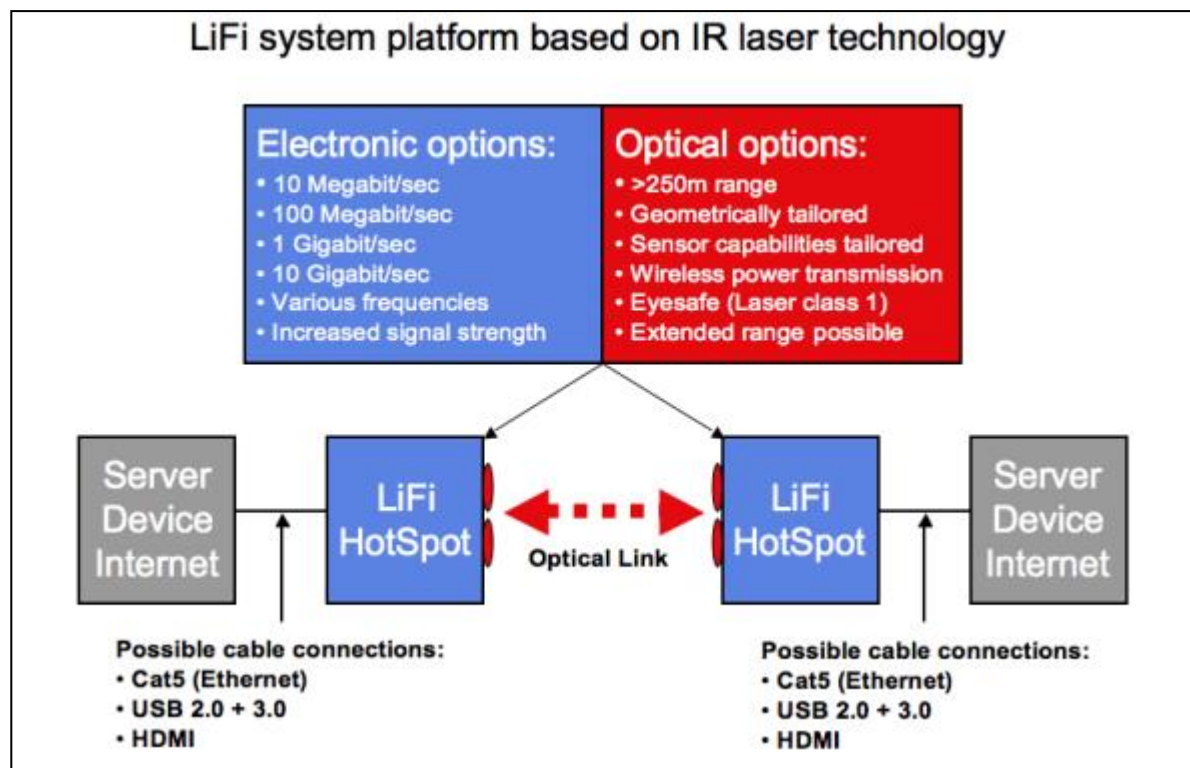 LiFi system platform based on IR laser technology
Electronic options:
• 10 Megabit/sec
• 100 Megabit/sec
• 1 Gigabit/sec
• 10 Gigabit/sec
• Various frequencies
• Increased signal strength
Optical options:
• >250m range
• Geometrically tailored
• Sensor capabilities tailored
• Wireless power transmission
• Eyesafe (Laser class 1)
• Extended range possible
Server
Device
Internet
LiFi
HotSpot
Optical Link
LiFi
HotSpot
Server
Device
Internet
Possible cable connections:
• Cat5 (Ethernet)
• USB 2.0 + 3.0
• HDMI
Possible cable connections:
• Cat5 (Ethernet)
• USB 2.0 + 3.0
• HDMI